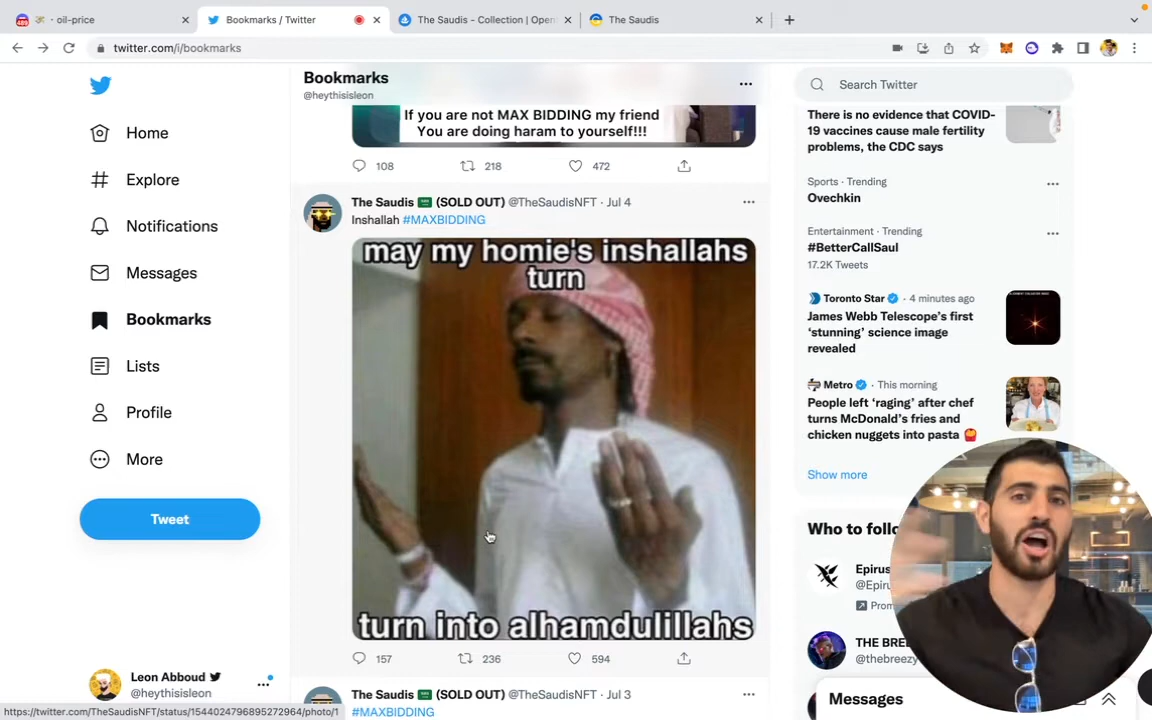 489
- oil-price
Bookmarks / Twitter
The Saudis - Collection | Open
The Saudis
twitter.com/i/bookmarks
Home
Explore
Notifications
Messages
Bookmarks
Lists
Profile
More
Tweet
Leon Abboud
@heythisisleon
https://twitter.com/TheSaudisNFT/status/1544024796895272964/photo/1
Bookmarks
@heythisisleon
If you are not MAX BIDDING my friend
You are doing haram to yourself!!!
108 218 472
The Saudis (SOLD OUT) @TheSaudisNFT · Jul 4
Inshallah #MAXBIDDING
may my homie's inshallahs
turn
turn into alhamdulillahs
157 236 594
The Saudis (SOLD OUT) @TheSaudisNFT · Jul 3
#MAXBIDDING
Search Twitter
There is no evidence that COVID-
19 vaccines cause male fertility
problems, the CDC says
Sports · Trending
Ovechkin
Entertainment · Trending
#BetterCallSaul
17.2K Tweets
Toronto Star · 4 minutes ago
James Webb Telescope's first
'stunning' science image
revealed
Metro · This morning
People left 'raging' after chef
turns McDonald's fries and
chicken nuggets into pasta
Show more
Who to follo
Epirus
@Epiru
Prom
THE BREE
@thebreezy
Messages